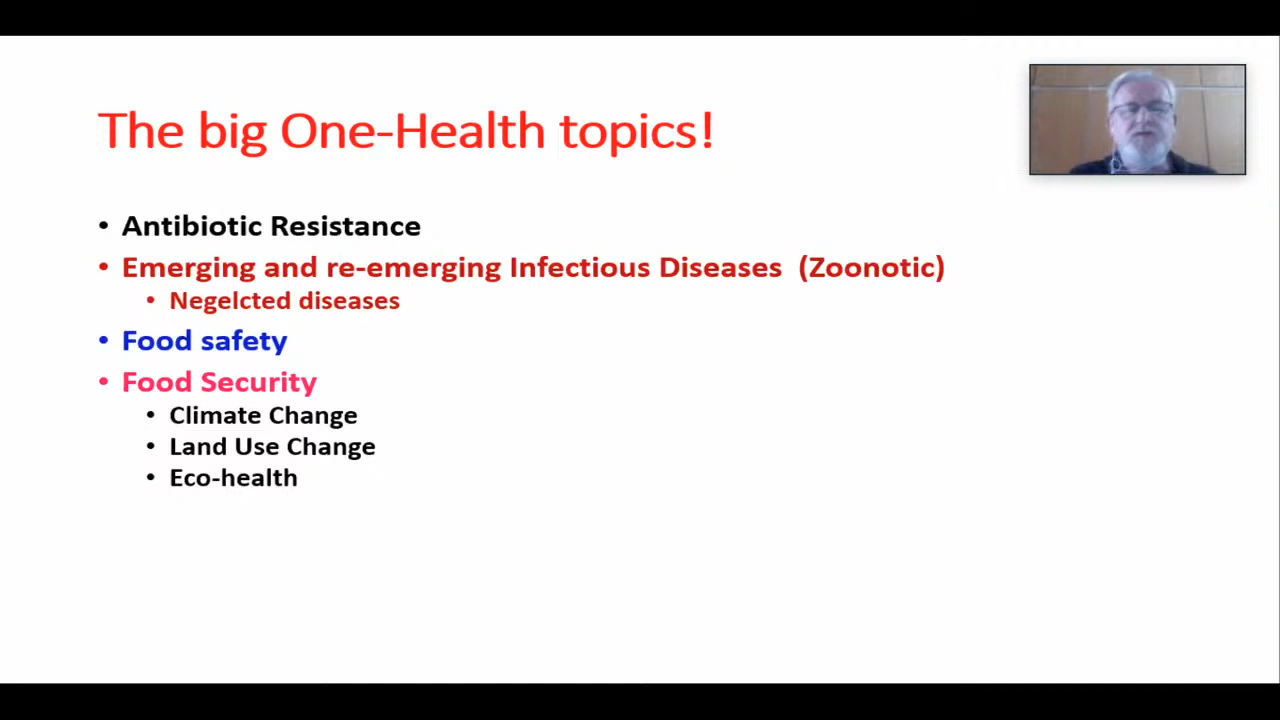 The big One-Health topics!
• Antibiotic Resistance
• Emerging and re-emerging Infectious Diseases (Zoonotic)
• Negelcted diseases
• Food safety
• Food Security
• Climate Change
• Land Use Change
• Eco-health